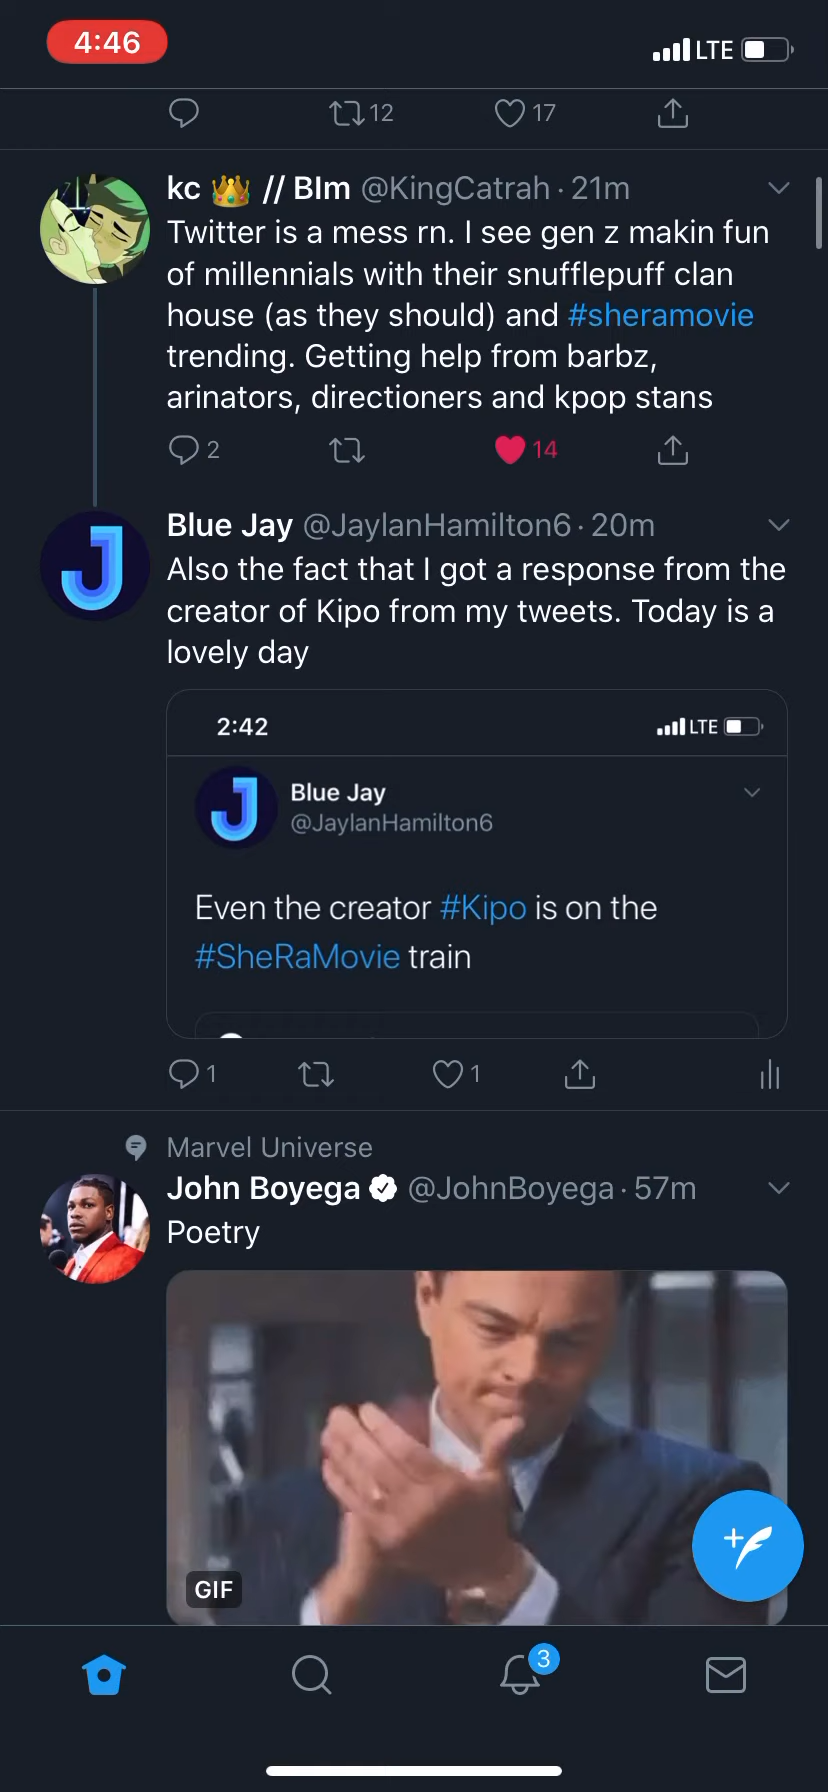 4:46
LTE
12
17
kc 👑 // Blm @KingCatrah · 21m
Twitter is a mess rn. I see gen z makin fun
of millennials with their snufflepuff clan
house (as they should) and #sheramovie
trending. Getting help from barbz,
arinators, directioners and kpop stans
2
14
Blue Jay @JaylanHamilton6 · 20m
Also the fact that I got a response from the
creator of Kipo from my tweets. Today is a
lovely day
2:42
LTE
Blue Jay
@JaylanHamilton6
Even the creator #Kipo is on the
#SheRaMovie train
1
1
Marvel Universe
John Boyega @JohnBoyega · 57m
Poetry
GIF
3